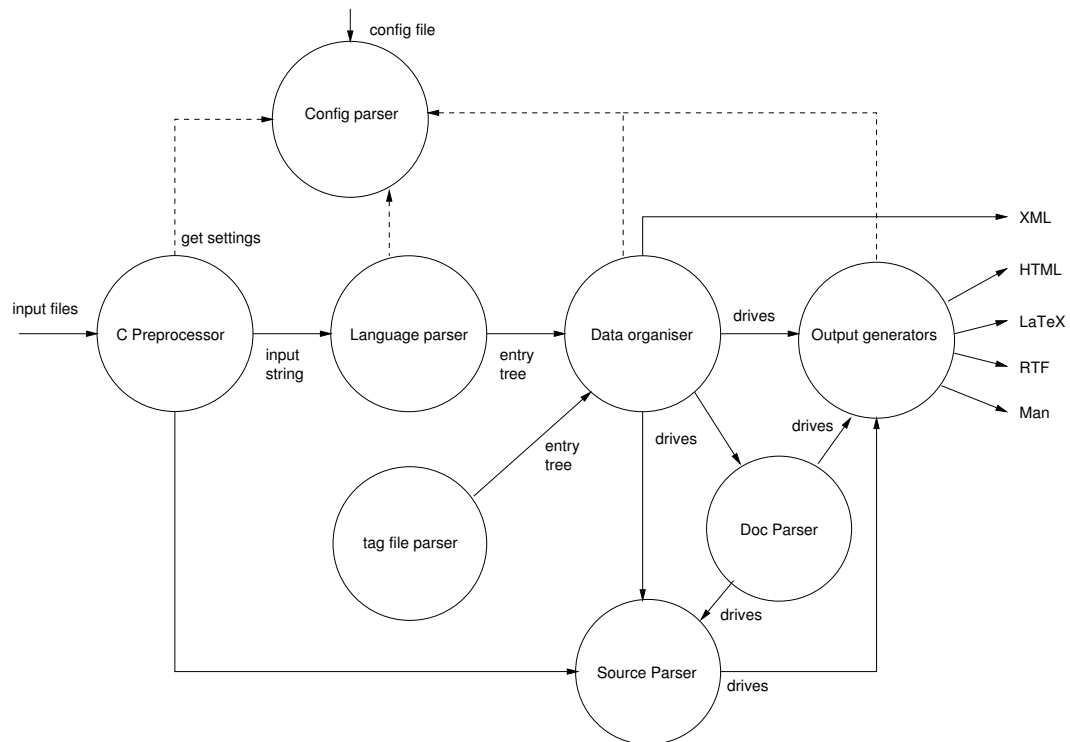 config file
Config parser
get settings
XML
HTML
input files
C Preprocessor
Language parser
Data organiser
drives
Output generators
LaTeX
input
string
entry
tree
RTF
Man
drives
drives
entry
tree
tag file parser
Doc Parser
drives
Source Parser
drives